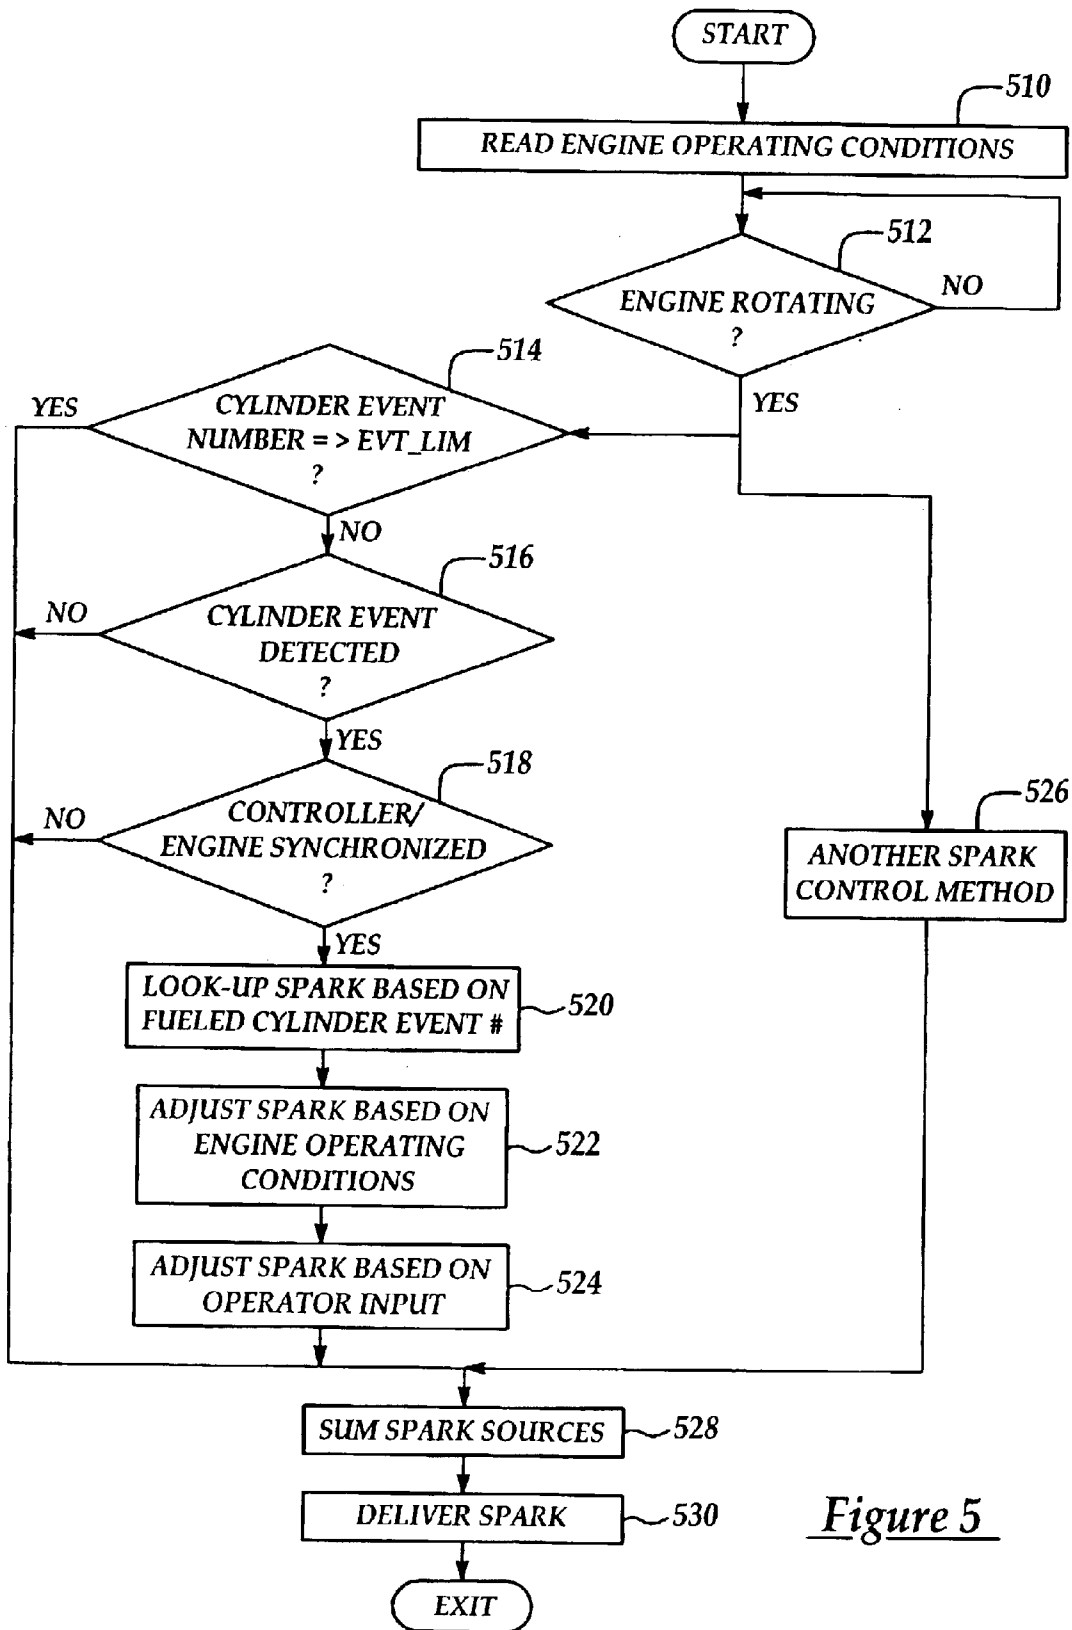 START
510
READ ENGINE OPERATING CONDITIONS
512
ENGINE ROTATING
?
NO
YES
514
CYLINDER EVENT
NUMBER = > EVT_LIM
?
YES
NO
516
CYLINDER EVENT
DETECTED
?
NO
YES
518
CONTROLLER/
ENGINE SYNCHRONIZED
?
NO
YES
526
ANOTHER SPARK
CONTROL METHOD
LOOK-UP SPARK BASED ON
FUELED CYLINDER EVENT #
520
ADJUST SPARK BASED ON
ENGINE OPERATING
CONDITIONS
522
ADJUST SPARK BASED ON
OPERATOR INPUT
524
SUM SPARK SOURCES
528
DELIVER SPARK
530
EXIT
Figure 5